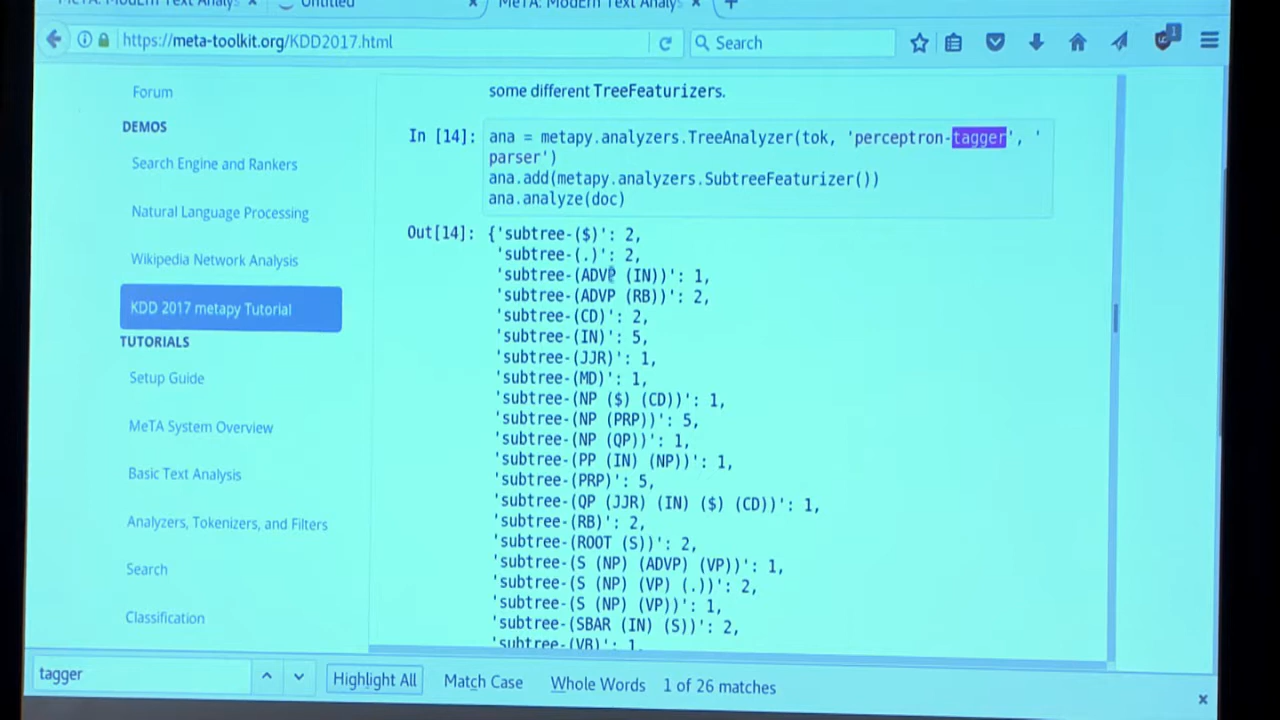 MeTA: ModErn Text Analys
Untitled
MeTA: ModErn Text Analy
https://meta-toolkit.org/KDD2017.html
Search
1
Forum
DEMOS
Search Engine and Rankers
Natural Language Processing
Wikipedia Network Analysis
KDD 2017 metapy Tutorial
TUTORIALS
Setup Guide
MeTA System Overview
Basic Text Analysis
Analyzers, Tokenizers, and Filters
Search
Classification
some different TreeFeaturizers.
In [14]: ana = metapy.analyzers.TreeAnalyzer(tok, 'perceptron-tagger', '
parser')
ana.add(metapy.analyzers.SubtreeFeaturizer())
ana.analyze(doc)
Out[14]: {'subtree-($)': 2,
'subtree-(.)': 2,
'subtree-(ADVP (IN))': 1,
'subtree-(ADVP (RB))': 2,
'subtree-(CD)': 2,
'subtree-(IN)': 5,
'subtree-(JJR)': 1,
'subtree-(MD)': 1,
'subtree-(NP ($) (CD))': 1,
'subtree-(NP (PRP))': 5,
'subtree-(NP (QP))': 1,
'subtree-(PP (IN) (NP))': 1,
'subtree-(PRP)': 5,
'subtree-(QP (JJR) (IN) ($) (CD))': 1,
'subtree-(RB)': 2,
'subtree-(ROOT (S))': 2,
'subtree-(S (NP) (ADVP) (VP))': 1,
'subtree-(S (NP) (VP) (.))': 2,
'subtree-(S (NP) (VP))': 1,
'subtree-(SBAR (IN) (S))': 2,
'subtree-(VB)': 1,
tagger
Highlight All
Match Case
Whole Words
1 of 26 matches